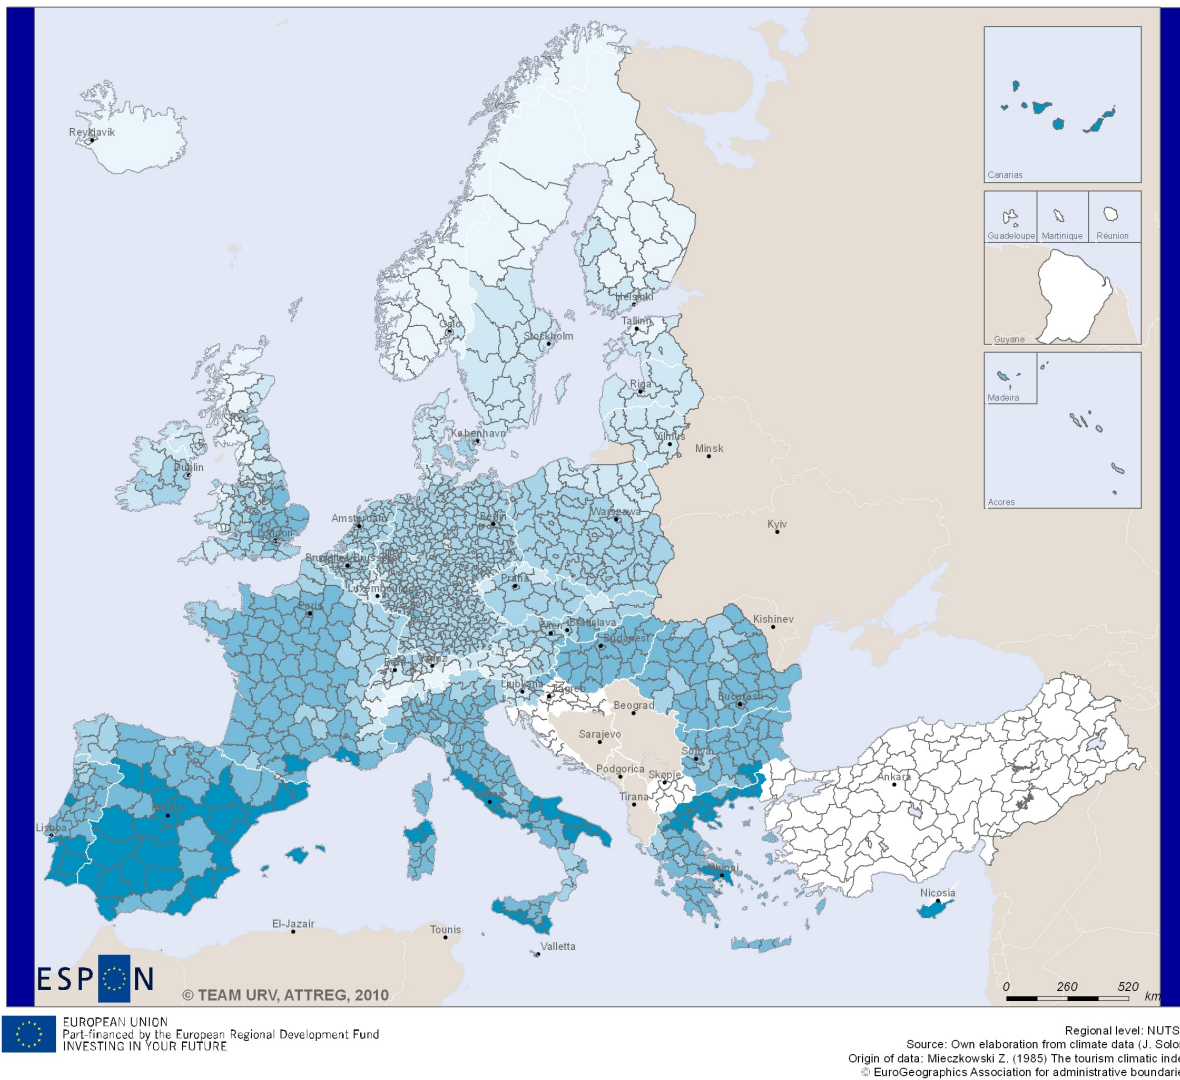 Reykjavik
Canarias
Guadeloupe
Martinique
Réunion
Guyane
Madeira
Acores
Helsinki
Oslo
Tallinn
Stockholm
Riga
København
Vilnius
Minsk
Dublin
Amsterdam
Berlin
Warszawa
Kyiv
London
Praha
Luxembourg
Paris
Kishinev
Wien
Bratislava
Budapest
Bern
Vaduz
Ljubljana
Zagreb
Beograd
Bucuresti
Sarajevo
Sofiya
Podgorica
Skopje
Ankara
Tirana
Madrid
Roma
Lisboa
Athinai
Nicosia
El-Jazair
Tounis
Valletta
ESPON
© TEAM URV, ATTREG, 2010
0 260 520
km
EUROPEAN UNION
Part-financed by the European Regional Development Fund
INVESTING IN YOUR FUTURE
Regional level: NUTS
Source: Own elaboration from climate data (J. Solo
Origin of data: Mieczkowski Z. (1985) The tourism climatic inde
© EuroGeographics Association for administrative boundarie